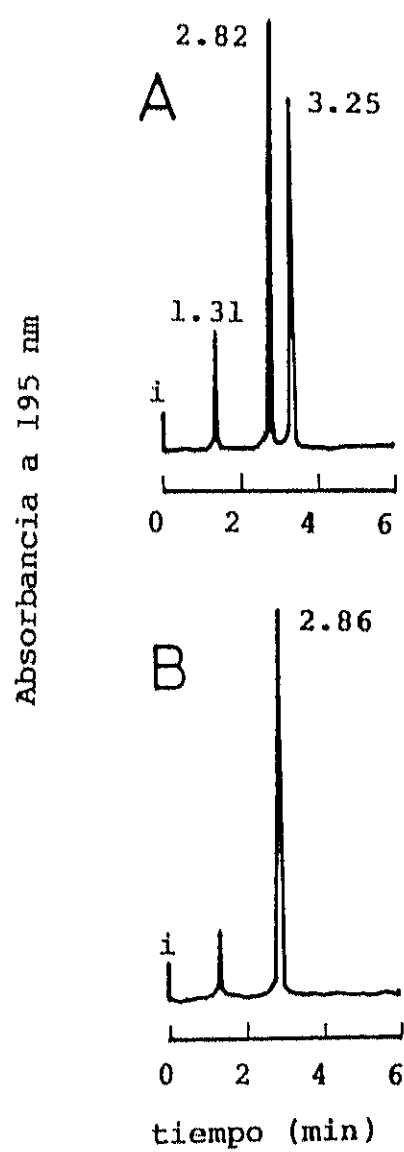 Absorbancia a 195 nm
A
2.82
3.25
1.31
i
0 2 4 6
B
2.86
i
0 2 4 6
tiempo (min)